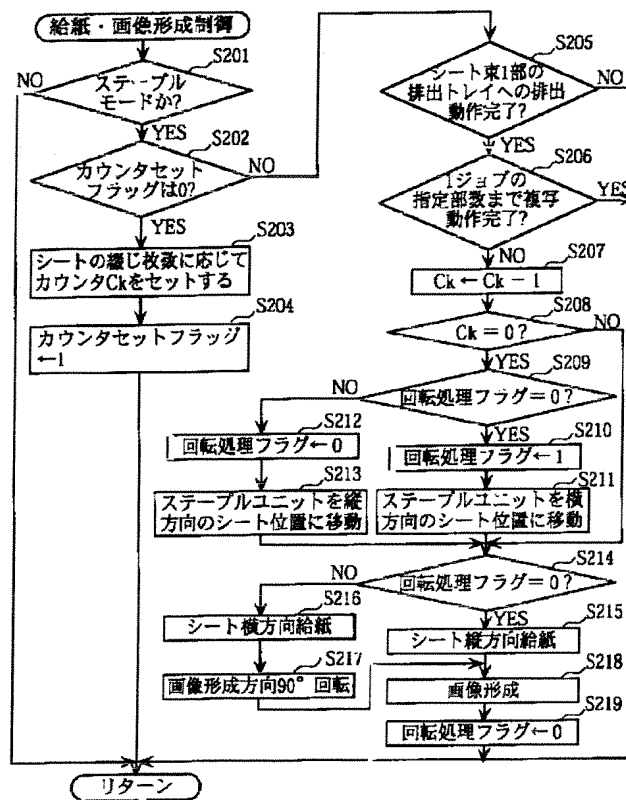 給紙・画像形成制御
S201
NO
ステープル
モードか?
YES
S202
カウンタセット
フラッグは0?
NO
YES
S203
シートの綴じ枚数に応じて
カウンタCkをセットする
S204
カウンタセットフラッグ
←1
S205
シート束1部の
排出トレイへの排出
動作完了?
NO
YES
S206
1ジョブの
指定部数まで複写
動作完了?
YES
NO
S207
Ck ← Ck − 1
S208
Ck = 0?
NO
YES
S209
回転処理フラグ=0?
NO
YES
S212
回転処理フラグ←0
S210
回転処理フラグ←1
S213
ステープルユニットを縦
方向のシート位置に移動
S211
ステープルユニットを横
方向のシート位置に移動
S214
回転処理フラグ=0?
NO
YES
S216
シート横方向給紙
S215
シート縦方向給紙
S217
画像形成方向90° 回転
S218
画像形成
S219
回転処理フラグ←0
リターン